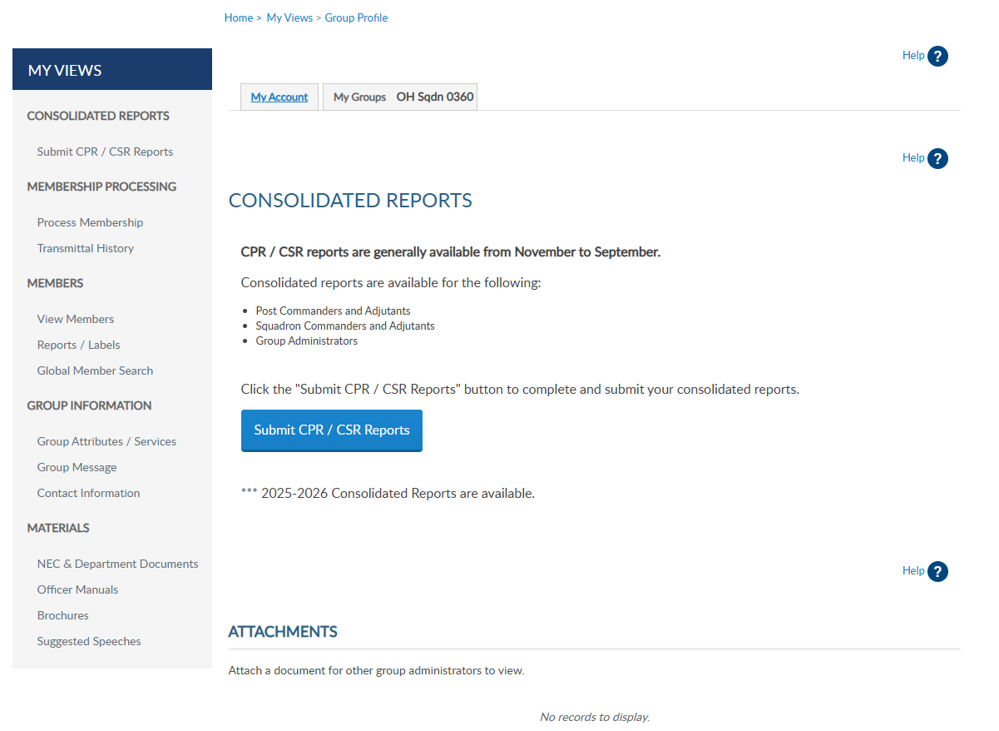 Home > My Views > Group Profile
MY VIEWS
CONSOLIDATED REPORTS
Submit CPR / CSR Reports
MEMBERSHIP PROCESSING
Process Membership
Transmittal History
MEMBERS
View Members
Reports / Labels
Global Member Search
GROUP INFORMATION
Group Attributes / Services
Group Message
Contact Information
MATERIALS
NEC & Department Documents
Officer Manuals
Brochures
Suggested Speeches
Help ?
My Account My Groups OH Sqdn 0360
Help ?
CONSOLIDATED REPORTS
CPR / CSR reports are generally available from November to September.
Consolidated reports are available for the following:
• Post Commanders and Adjutants
• Squadron Commanders and Adjutants
• Group Administrators
Click the "Submit CPR / CSR Reports" button to complete and submit your consolidated reports.
Submit CPR / CSR Reports
*** 2025-2026 Consolidated Reports are available.
Help ?
ATTACHMENTS
Attach a document for other group administrators to view.
No records to display.